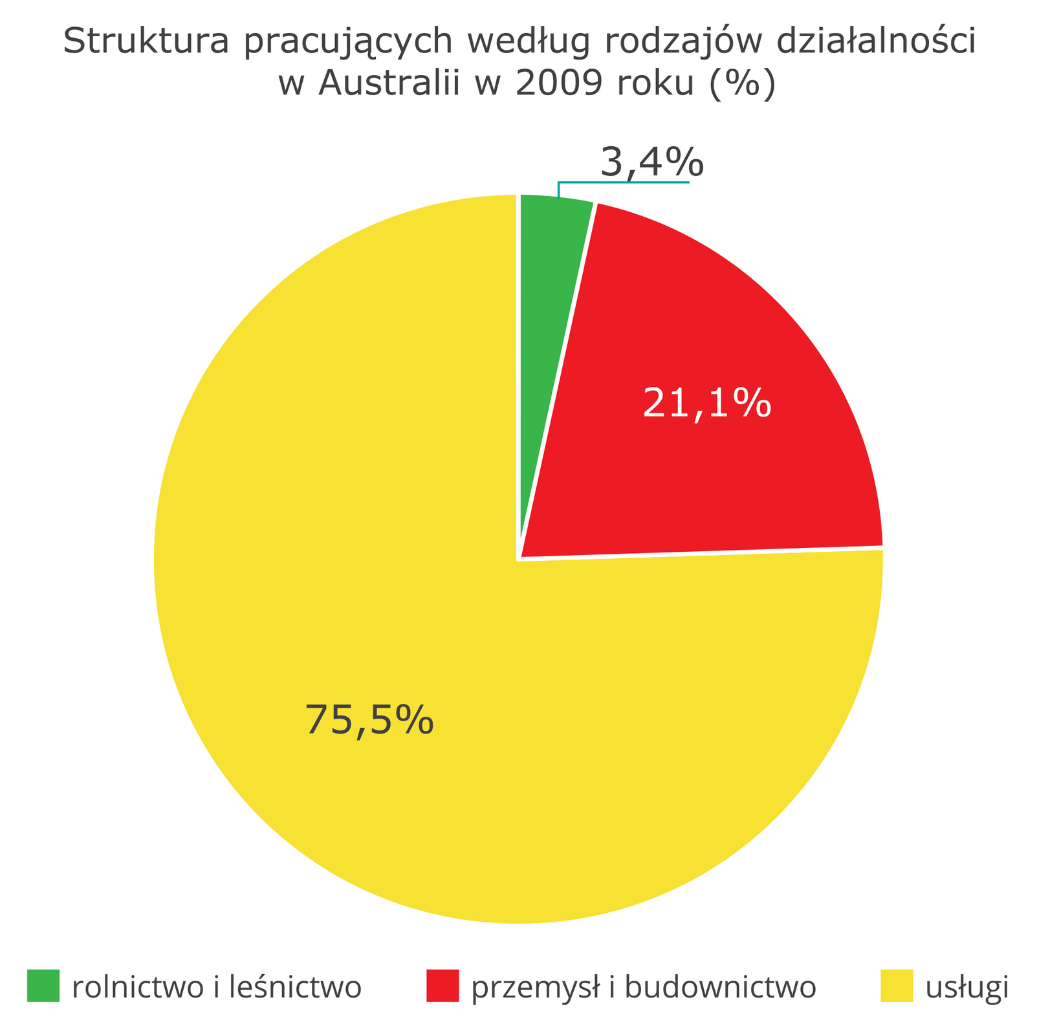 Struktura pracujących według rodzajów działalności
w Australii w 2009 roku (%)
3,4%
21,1%
75,5%
rolnictwo i leśnictwo
przemysł i budownictwo
usługi